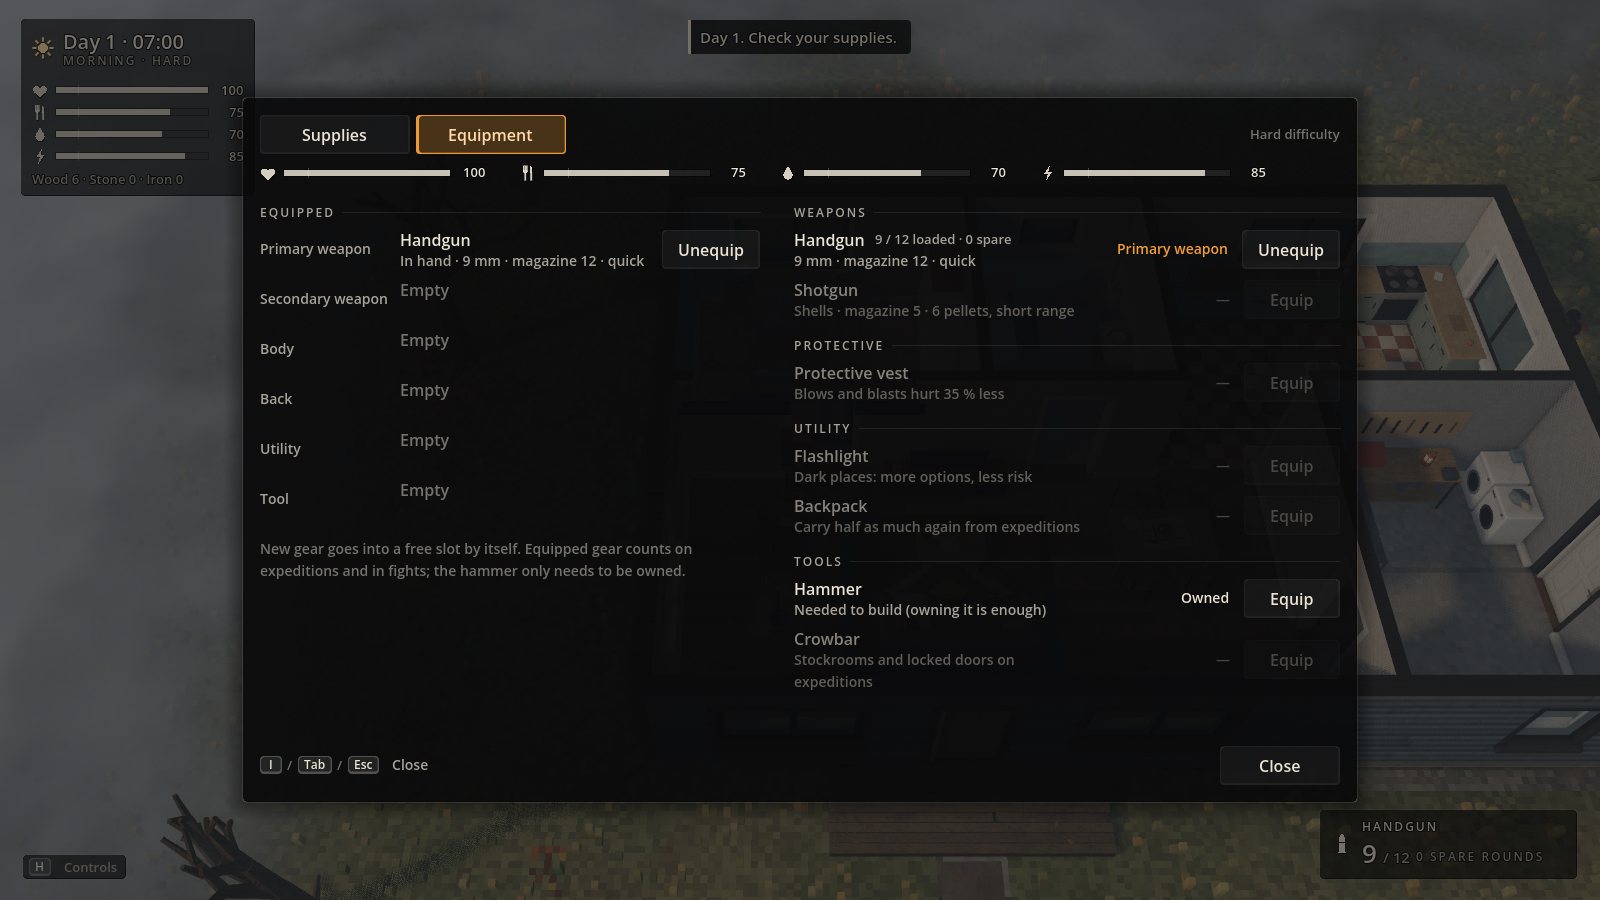 Day 1 · 07:00
MORNING · HARD
100
75
70
85
Wood 6 · Stone 0 · Iron 0
Day 1. Check your supplies.
Supplies
Equipment
Hard difficulty
100
75
70
85
EQUIPPED
Primary weapon
Handgun
In hand · 9 mm · magazine 12 · quick
Unequip
Secondary weapon
Empty
Body
Empty
Back
Empty
Utility
Empty
Tool
Empty
New gear goes into a free slot by itself. Equipped gear counts on
expeditions and in fights; the hammer only needs to be owned.
WEAPONS
Handgun 9 / 12 loaded · 0 spare
9 mm · magazine 12 · quick
Primary weapon
Unequip
Shotgun
Shells · magazine 5 · 6 pellets, short range
—
Equip
PROTECTIVE
Protective vest
Blows and blasts hurt 35 % less
—
Equip
UTILITY
Flashlight
Dark places: more options, less risk
—
Equip
Backpack
Carry half as much again from expeditions
—
Equip
TOOLS
Hammer
Needed to build (owning it is enough)
Owned
Equip
Crowbar
Stockrooms and locked doors on
expeditions
—
Equip
I / Tab / Esc Close
Close
H Controls
HANDGUN
9 / 12 0 SPARE ROUNDS